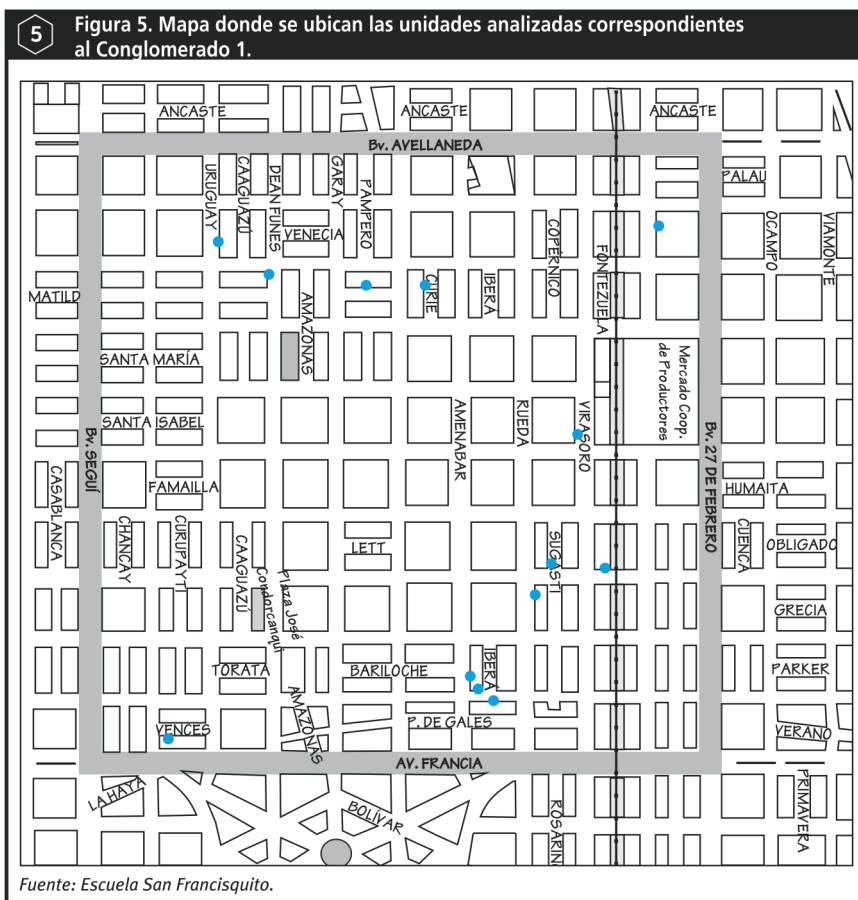 5
Figura 5. Mapa donde se ubican las unidades analizadas correspondientes
al Conglomerado 1.
ANCASTE
ANCASTE
ANCASTE
Bv. AVELLANEDA
URUGUAY
CAAGUAZÚ
DEAN FUNES
GARAY
PAMPERO
PALAU
VENECIA
COPÉRNICO
FONTEZUELA
OCAMPO
VIAMONTE
MATILD
AMAZONAS
CURIE
IBERÁ
SANTA MARÍA
Mercado Coop.
de Productores
SANTA ISABEL
AMENABAR
RUEDA
VIRASORO
Bv. SEGUÍ
Bv. 27 DE FEBRERO
CASABLANCA
FAMAILLA
HUMAITA
CHANCAY
CURUPAYTI
CAAGUAZÚ
LETT
SUGASTI
CUENCA
OBLIGADO
Plaza José
Condorcanqui
GRECIA
TORATA
BARILOCHE
IBERÁ
PARKER
AMAZONAS
VENCES
P. DE GALES
VERANO
AV. FRANCIA
LA HAYA
BOLÍVAR
ROSARIN
PRIMAVERA
Fuente: Escuela San Francisquito.